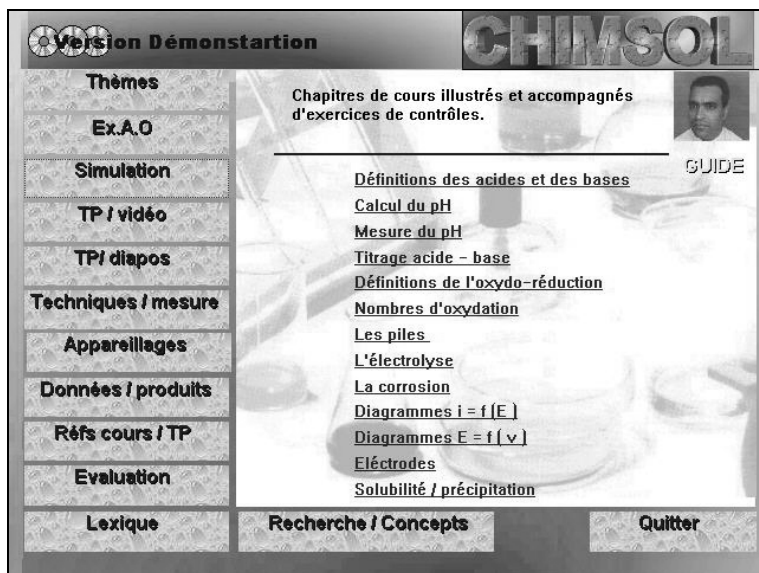 Version Démonstartion
CHIMSOL
Thèmes
Ex.A.O
Simulation
TP / vidéo
TP/ diapos
Techniques / mesure
Appareillages
Données / produits
Réfs cours / TP
Evaluation
Lexique
Chapitres de cours illustrés et accompagnés
d'exercices de contrôles.
GUIDE
Définitions des acides et des bases
Calcul du pH
Mesure du pH
Titrage acide - base
Définitions de l'oxydo-réduction
Nombres d'oxydation
Les piles
L'électrolyse
La corrosion
Diagrammes i = f ( E )
Diagrammes E = f ( v )
Eléctrodes
Solubilité / précipitation
Recherche / Concepts
Quitter